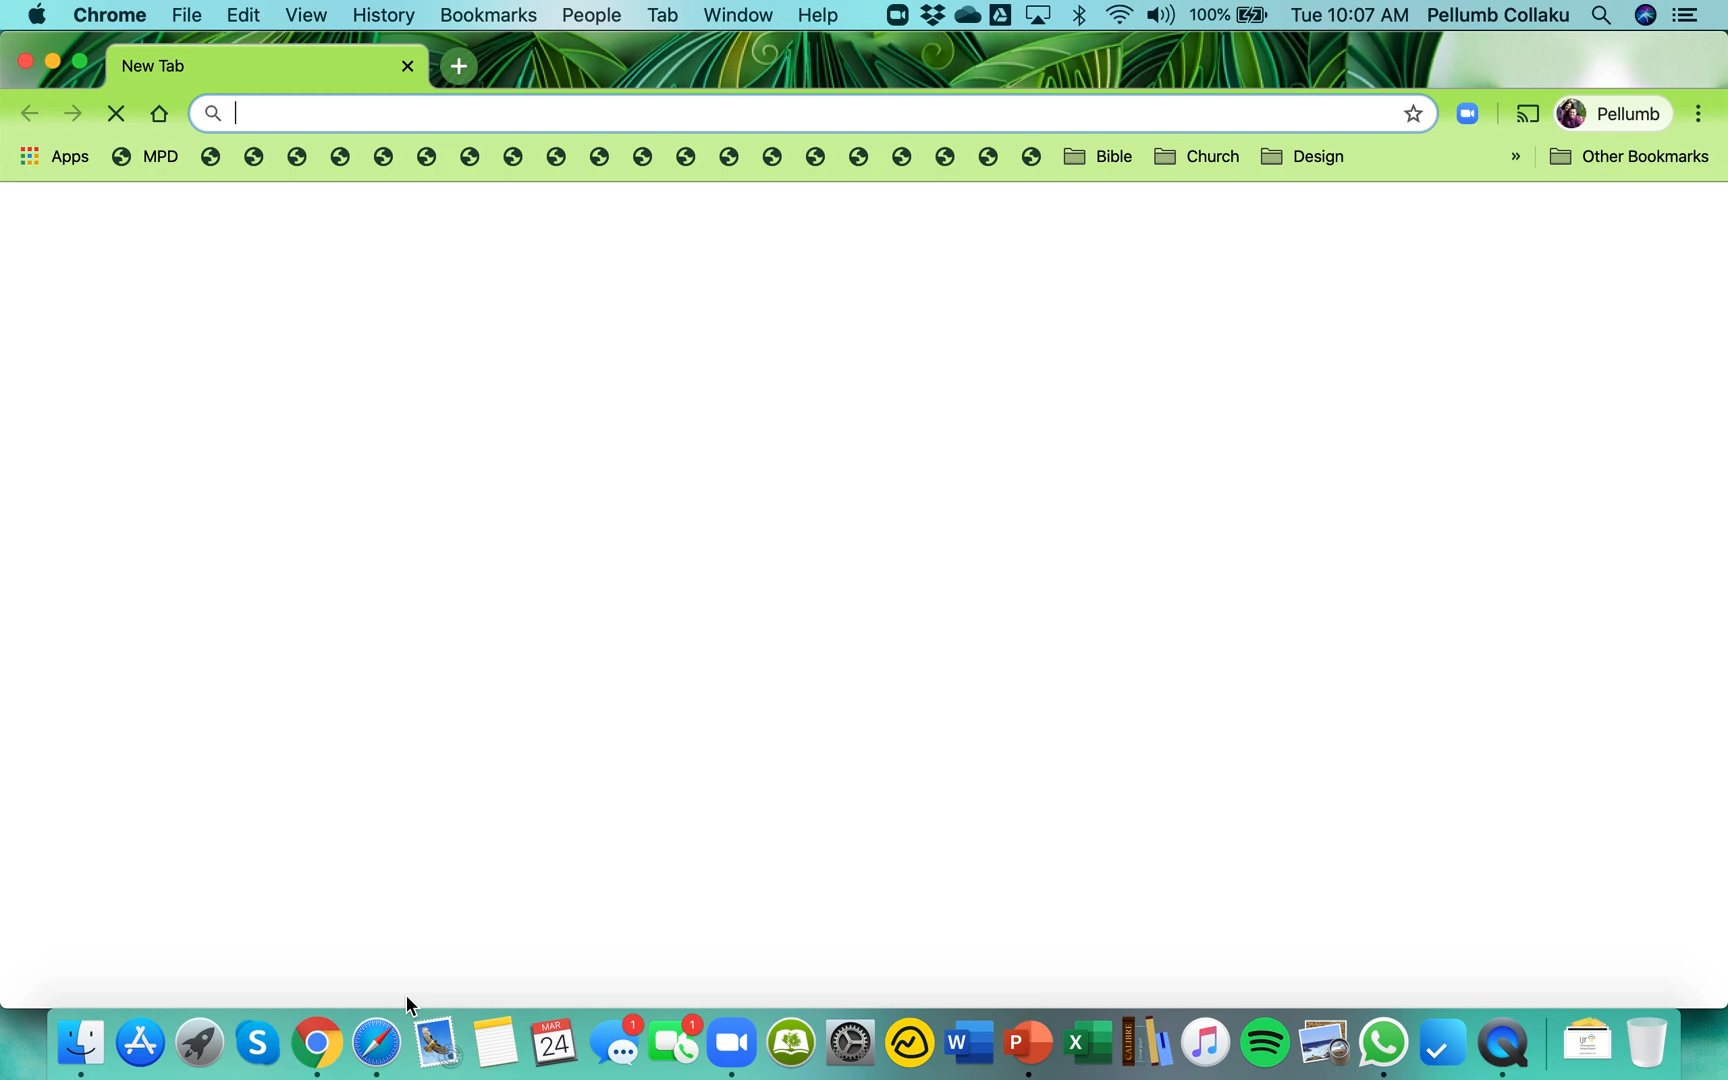 Chrome File Edit View History Bookmarks People Tab Window Help 100% Tue 10:07 AM Pellumb Collaku
New Tab
Pellumb
Apps MPD Bible Church Design » Other Bookmarks
1 1
MAR
24
S W P X
CALIBRE